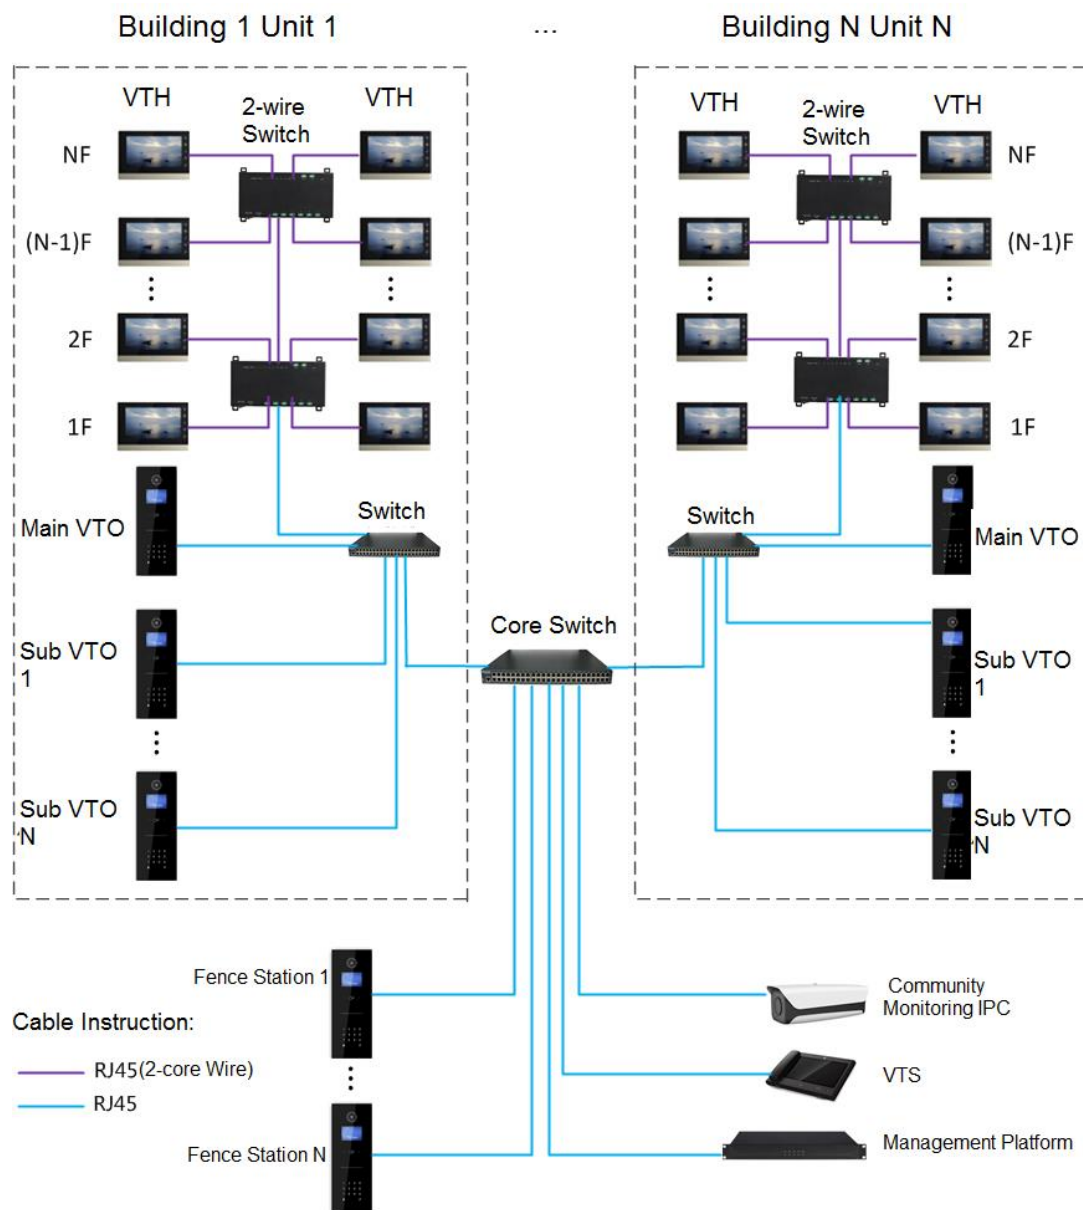 Building 1 Unit 1
...
Building N Unit N
VTH
2-wire
Switch
VTH
NF
(N-1)F
2F
1F
Main VTO
Switch
Sub VTO
1
Sub VTO
N
VTH
2-wire
Switch
VTH
NF
(N-1)F
2F
1F
Switch
Main VTO
Core Switch
Sub VTO
1
Sub VTO
N
Fence Station 1
Cable Instruction:
RJ45(2-core Wire)
RJ45
Fence Station N
Community
Monitoring IPC
VTS
Management Platform